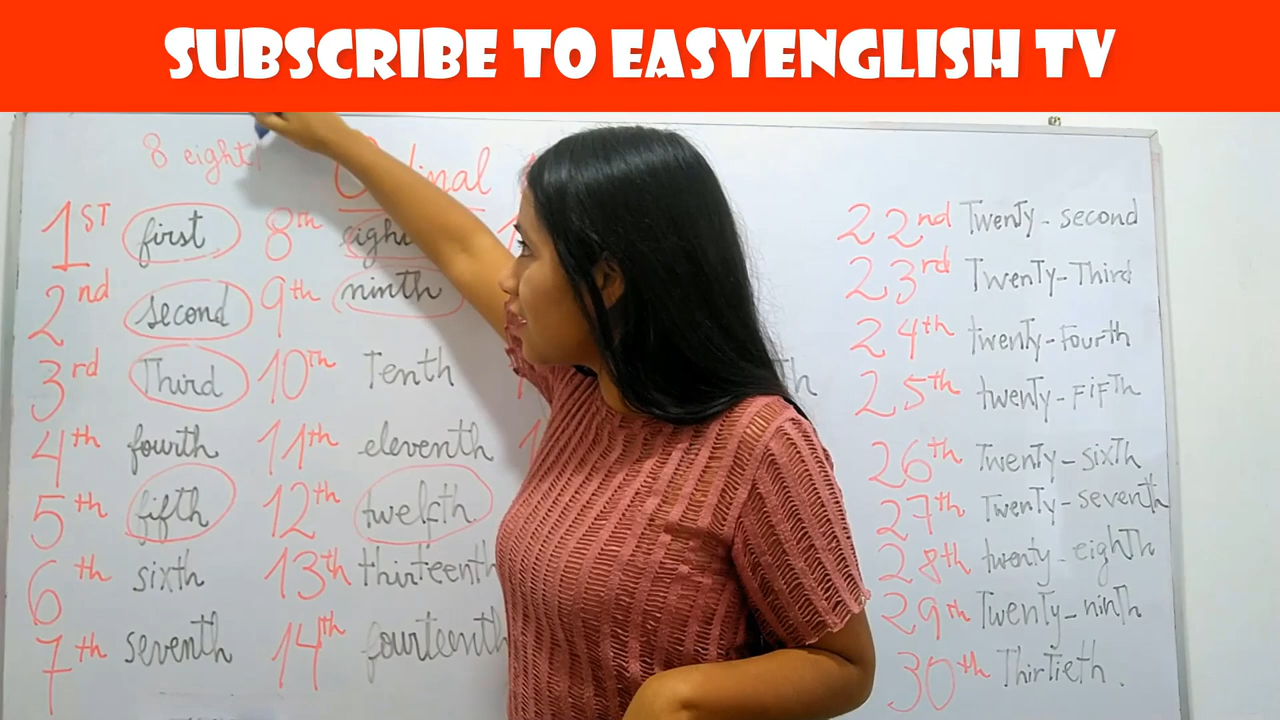 SUBSCRIBE TO EASYENGLISH TV
8 eight
1ST first
2nd second
3rd Third
4th fourth
5th fifth
6th sixth
7th seventh
8th
9th ninth
10th Tenth
11th eleventh
12th twelfth
13th thirteenth
14th fourteenth
22nd Twenty-second
23rd Twenty-Third
24th twenty-Fourth
25th twenty-FiFTh
26th Twenty-sixth
27th Twenty-seventh
28th twenty-eighth
29th Twenty-ninth
30th ThirTieth.